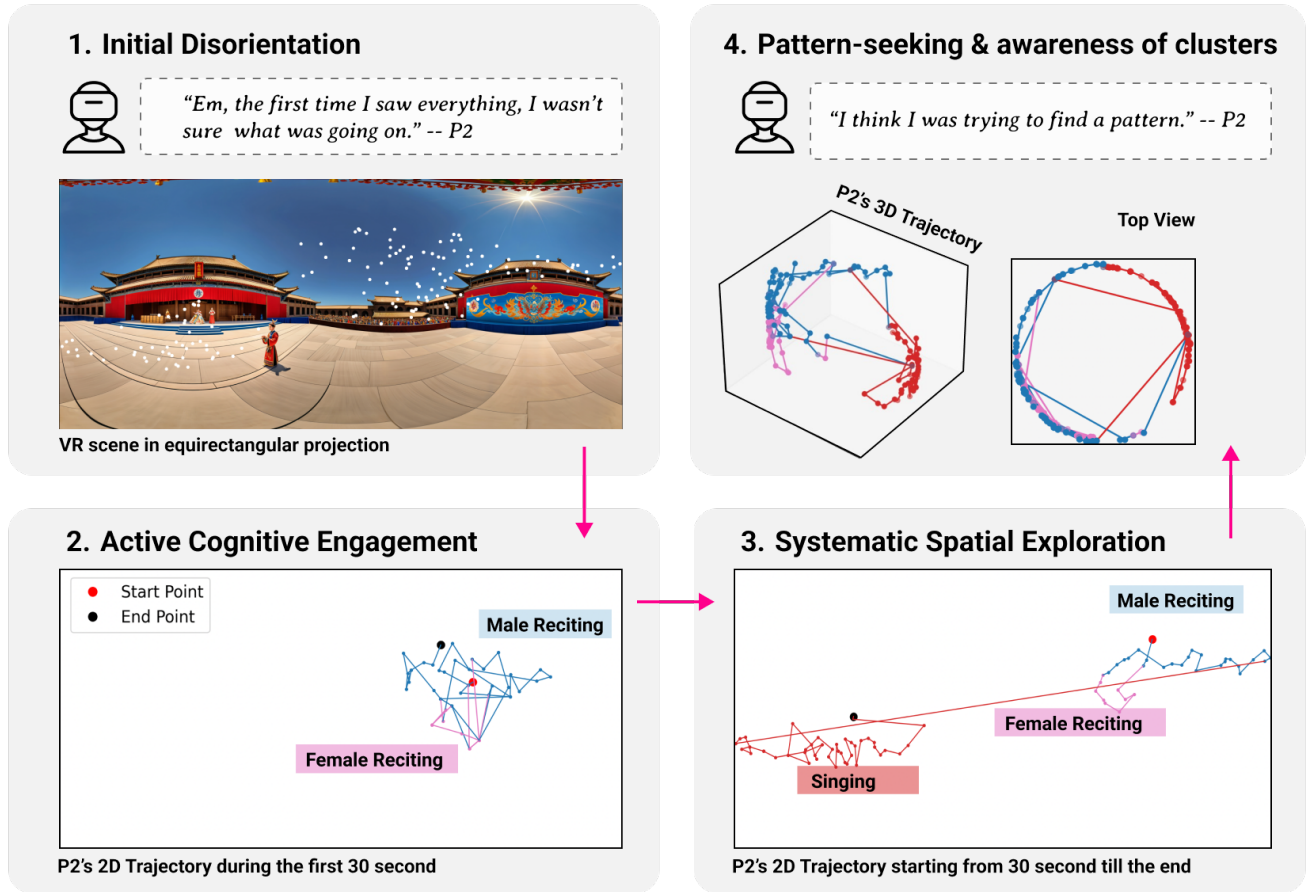 1. Initial Disorientation
“Em, the first time I saw everything, I wasn’t
sure what was going on.” -- P2
VR scene in equirectangular projection
2. Active Cognitive Engagement
Start Point
End Point
Male Reciting
Female Reciting
P2’s 2D Trajectory during the first 30 second
3. Systematic Spatial Exploration
Male Reciting
Female Reciting
Singing
P2’s 2D Trajectory starting from 30 second till the end
4. Pattern-seeking & awareness of clusters
“I think I was trying to find a pattern.” -- P2
P2’s 3D Trajectory
Top View